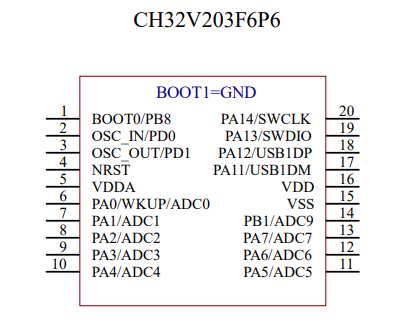 CH32V203F6P6
BOOT1=GND
1 BOOT0/PB8 PA14/SWCLK 20
2 OSC_IN/PD0 PA13/SWDIO 19
3 OSC_OUT/PD1 PA12/USB1DP 18
4 NRST PA11/USB1DM 17
5 VDDA VDD 16
6 PA0/WKUP/ADC0 VSS 15
7 PA1/ADC1 PB1/ADC9 14
8 PA2/ADC2 PA7/ADC7 13
9 PA3/ADC3 PA6/ADC6 12
10 PA4/ADC4 PA5/ADC5 11